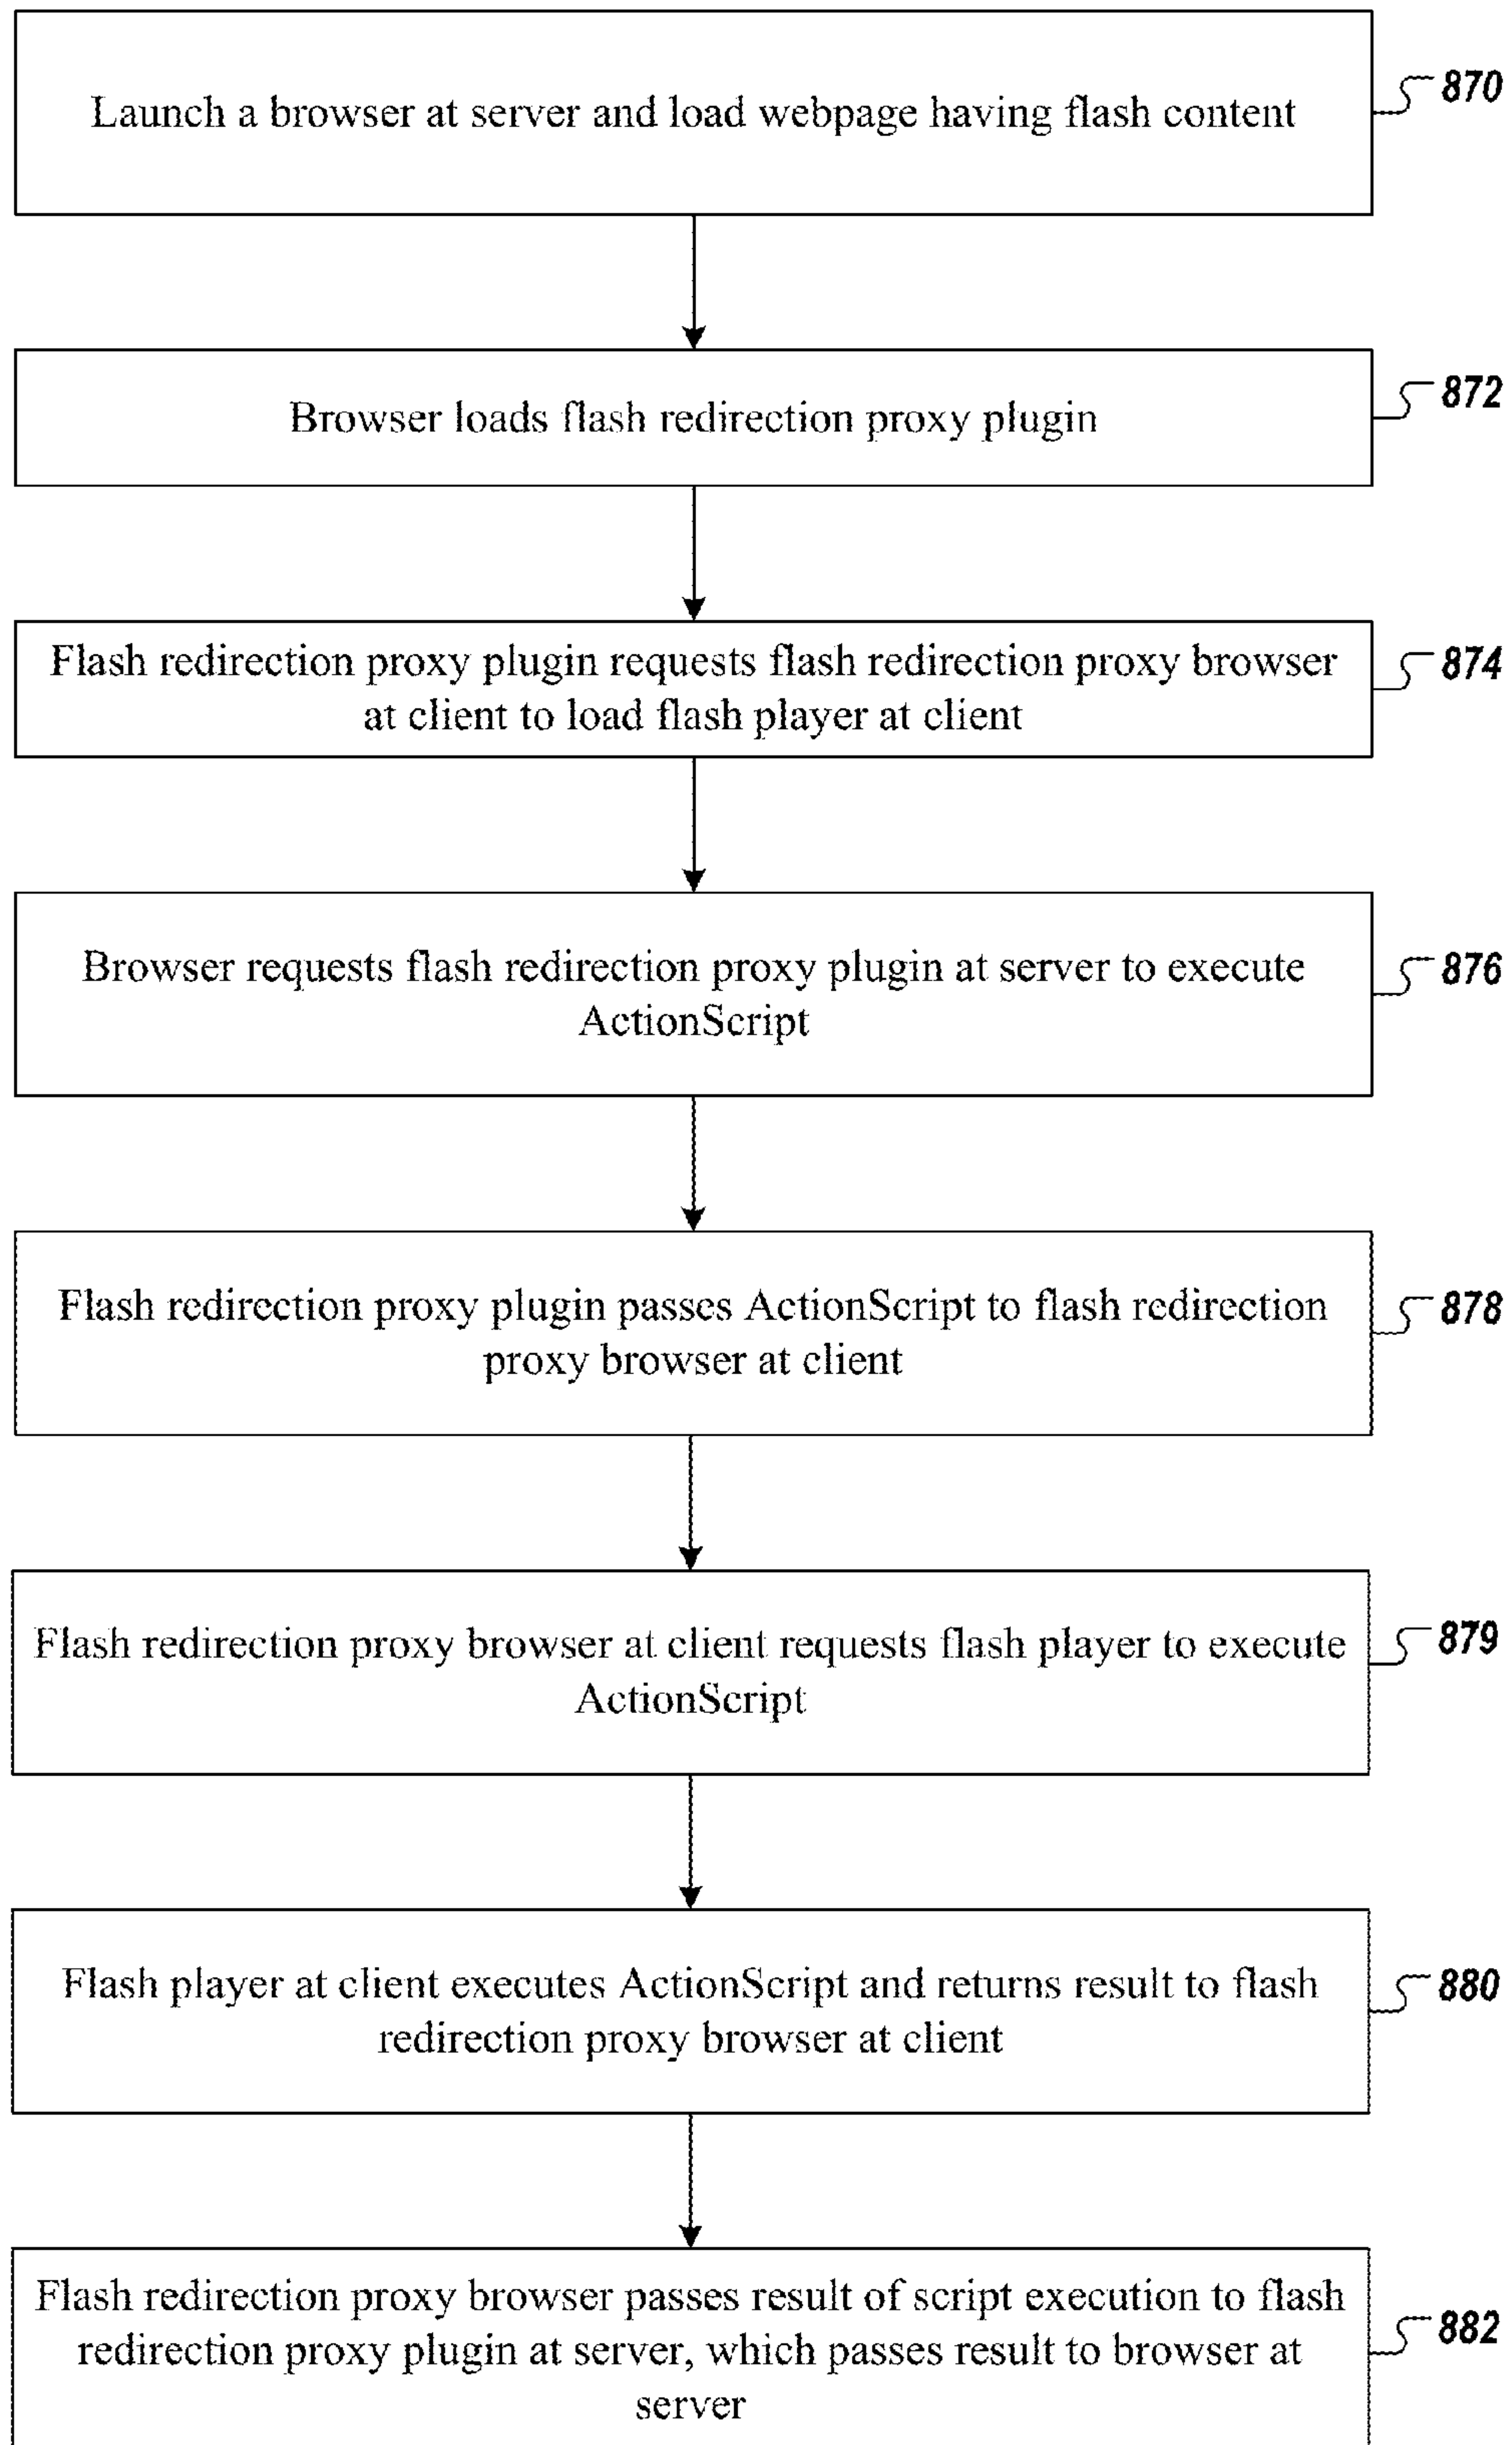 Launch a browser at server and load webpage having flash content
870
Browser loads flash redirection proxy plugin
872
Flash redirection proxy plugin requests flash redirection proxy browser
at client to load flash player at client
874
Browser requests flash redirection proxy plugin at server to execute
ActionScript
876
Flash redirection proxy plugin passes ActionScript to flash redirection
proxy browser at client
878
Flash redirection proxy browser at client requests flash player to execute
ActionScript
879
Flash player at client executes ActionScript and returns result to flash
redirection proxy browser at client
880
Flash redirection proxy browser passes result of script execution to flash
redirection proxy plugin at server, which passes result to browser at
server
882